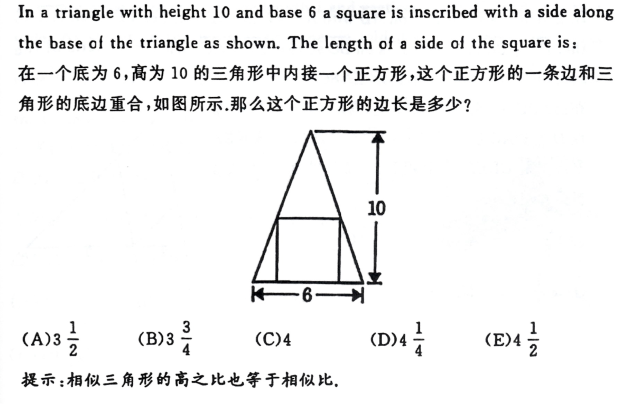 In a triangle with height 10 and base 6 a square is inscribed with a side along
the base of the triangle as shown. The length of a side of the square is:
在一个底为 6,高为 10 的三角形中内接一个正方形,这个正方形的一条边和三
角形的底边重合,如图所示.那么这个正方形的边长是多少?
10
6
(A)3 1/2 (B)3 3/4 (C)4 (D)4 1/4 (E)4 1/2
提示:相似三角形的高之比也等于相似比.